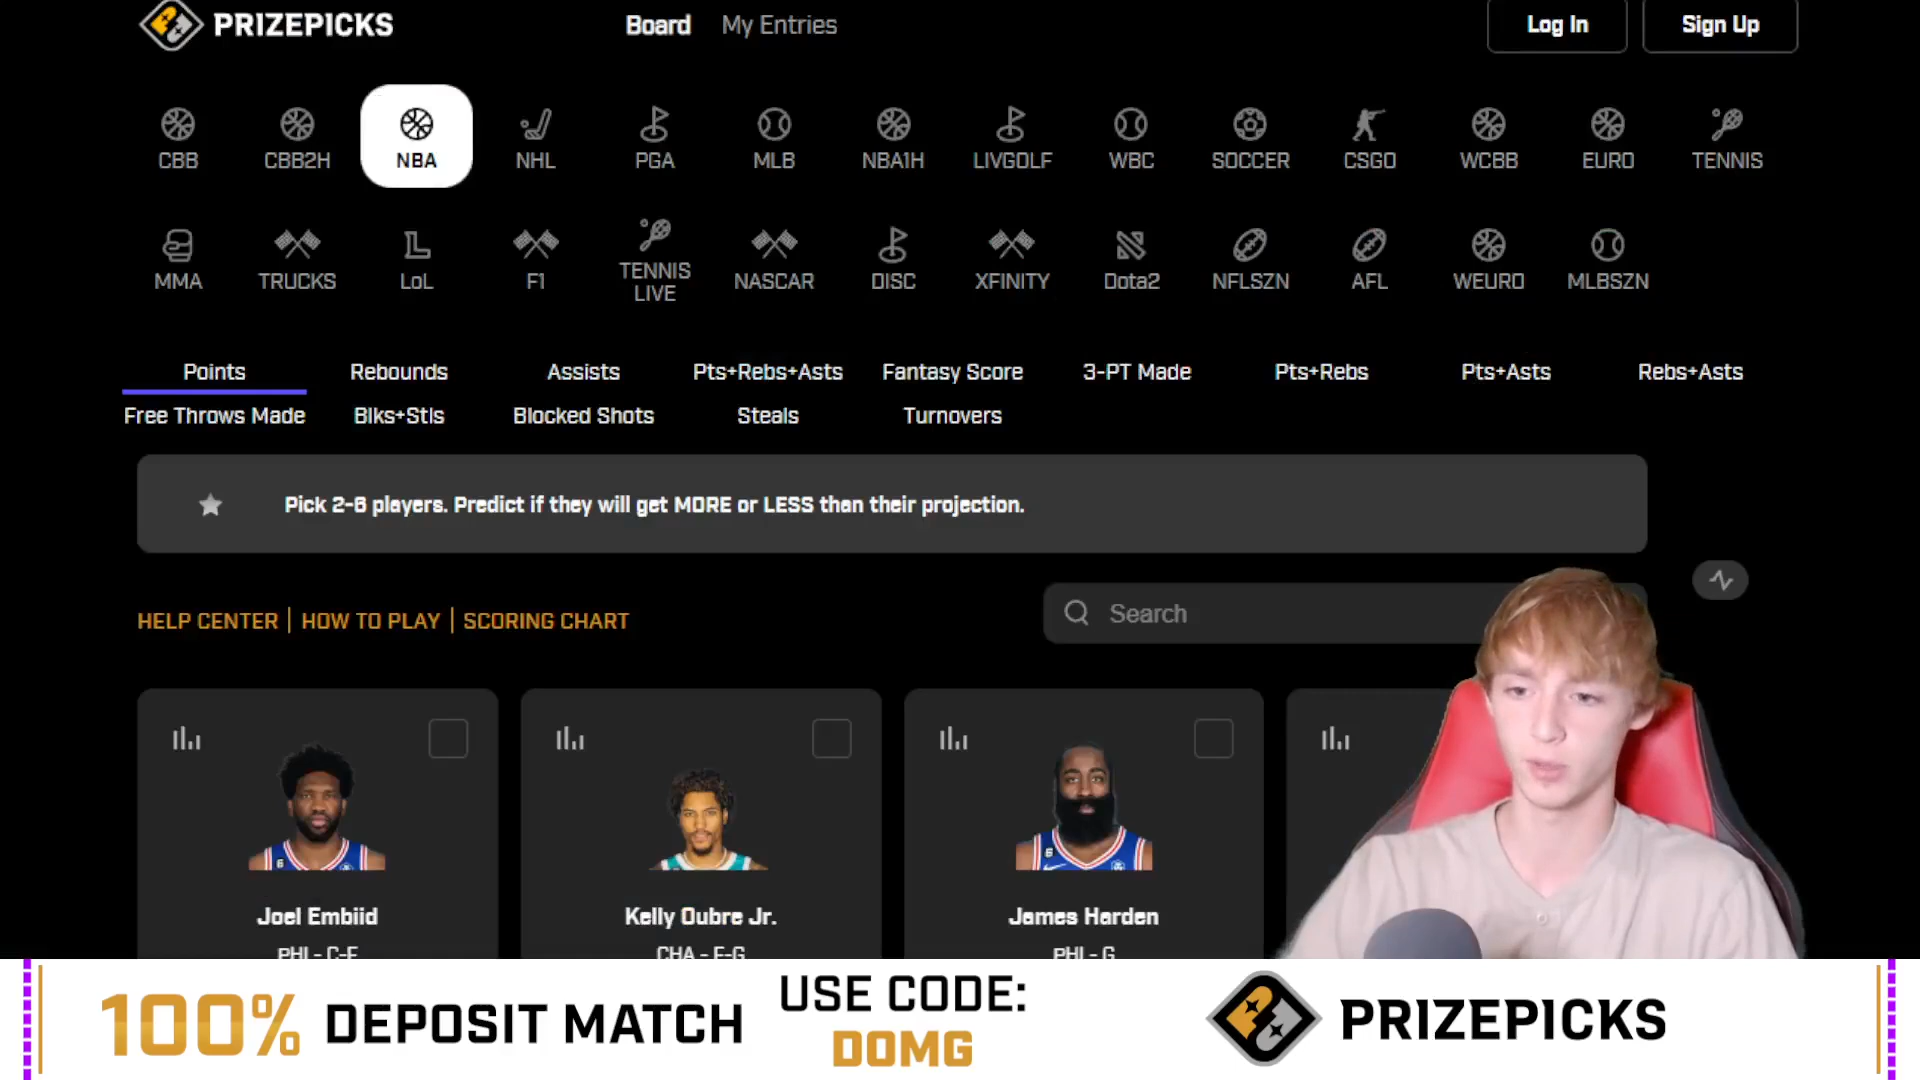 PRIZEPICKS
Board My Entries
Log In Sign Up
CBB CBB2H NBA NHL PGA MLB NBA1H LIVGOLF WBC SOCCER CSGO WCBB EURO TENNIS
MMA TRUCKS LoL F1 TENNIS LIVE NASCAR DISC XFINITY Dota2 NFLSZN AFL WEURO MLBSZN
Points Rebounds Assists Pts+Rebs+Asts Fantasy Score 3-PT Made Pts+Rebs Pts+Asts Rebs+Asts
Free Throws Made Blks+Stls Blocked Shots Steals Turnovers
Pick 2-6 players. Predict if they will get MORE or LESS than their projection.
HELP CENTER | HOW TO PLAY | SCORING CHART
Search
Joel Embiid Kelly Oubre Jr. James Harden
PHI - C-F CHA - F-G PHI - G
100% DEPOSIT MATCH
USE CODE:
DOMG
PRIZEPICKS